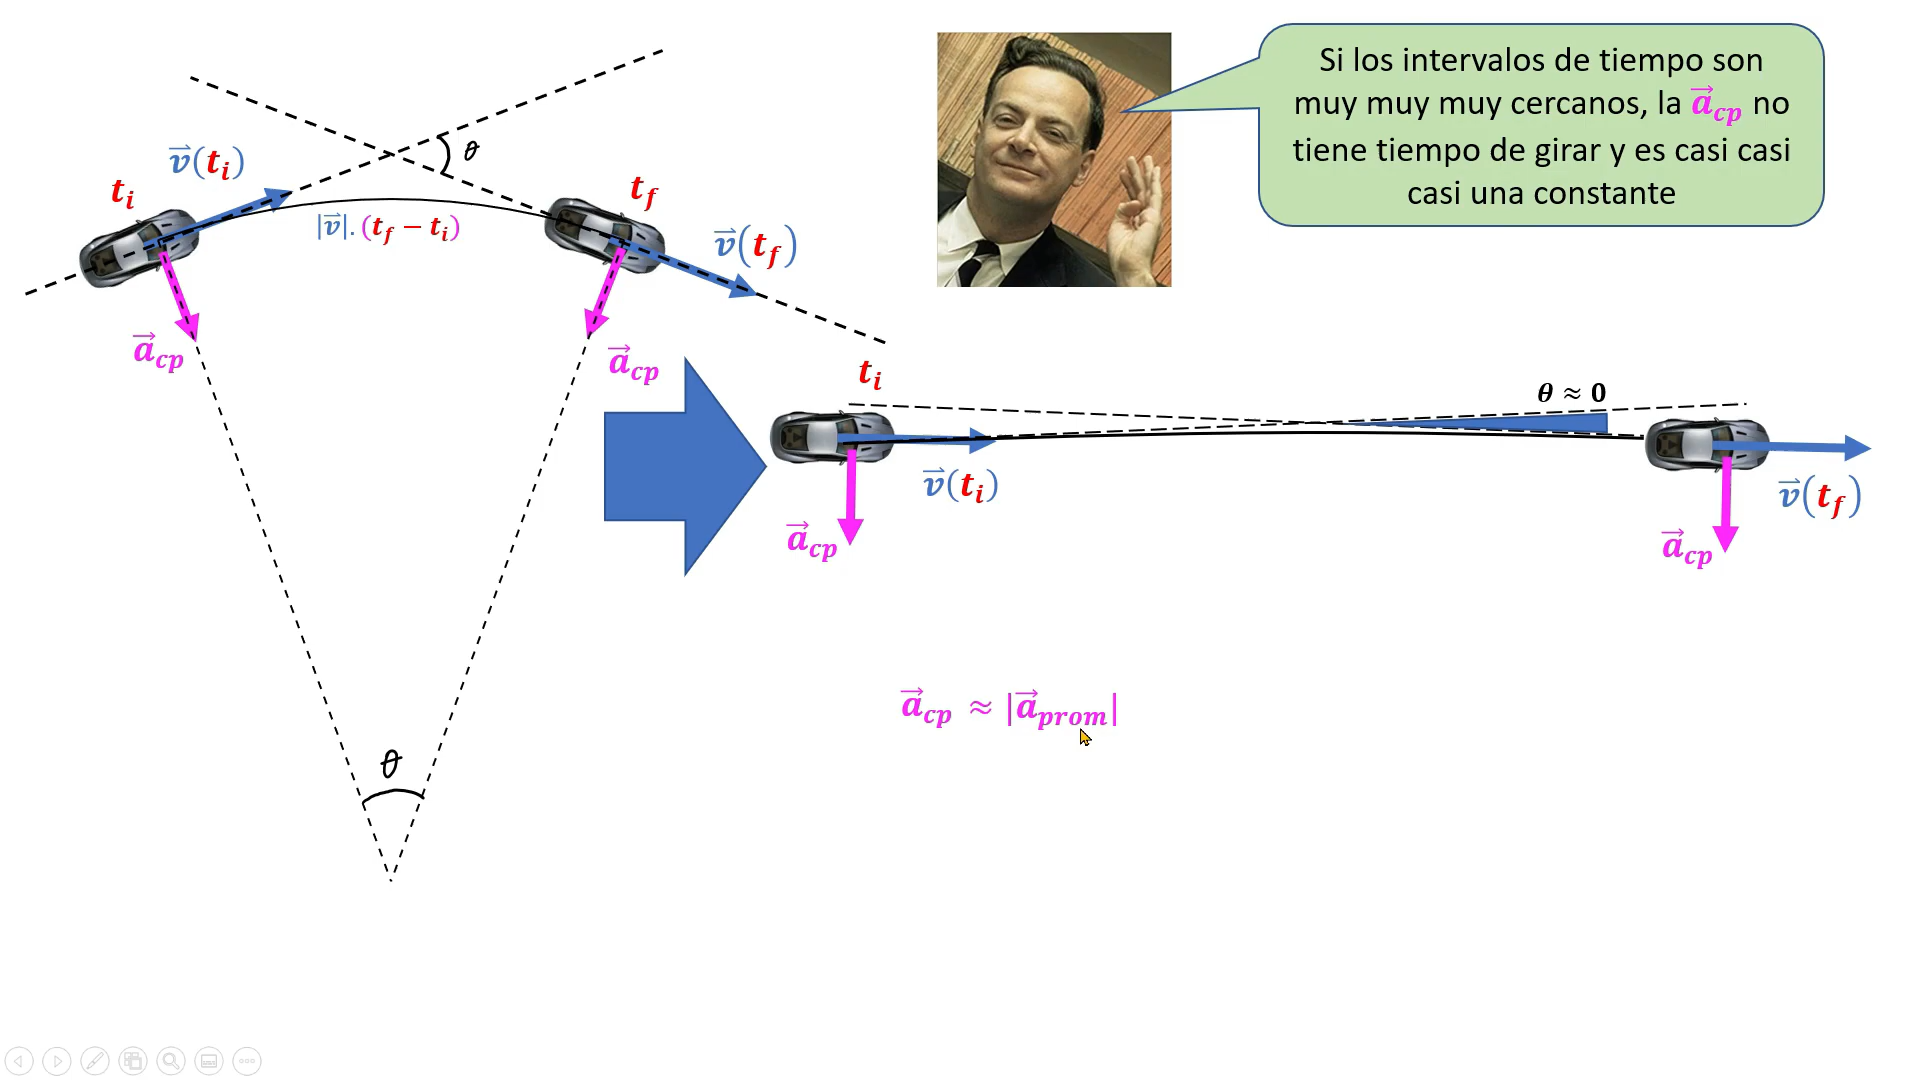 Si los intervalos de tiempo son
muy muy muy cercanos, la a⃗cp no
tiene tiempo de girar y es casi casi
casi una constante
θ
v⃗(ti)
ti
tf
|v⃗|.(tf − ti)
v⃗(tf)
a⃗cp
a⃗cp
ti
θ ≈ 0
v⃗(ti)
v⃗(tf)
a⃗cp
a⃗cp
a⃗cp ≈ |a⃗prom|
θ